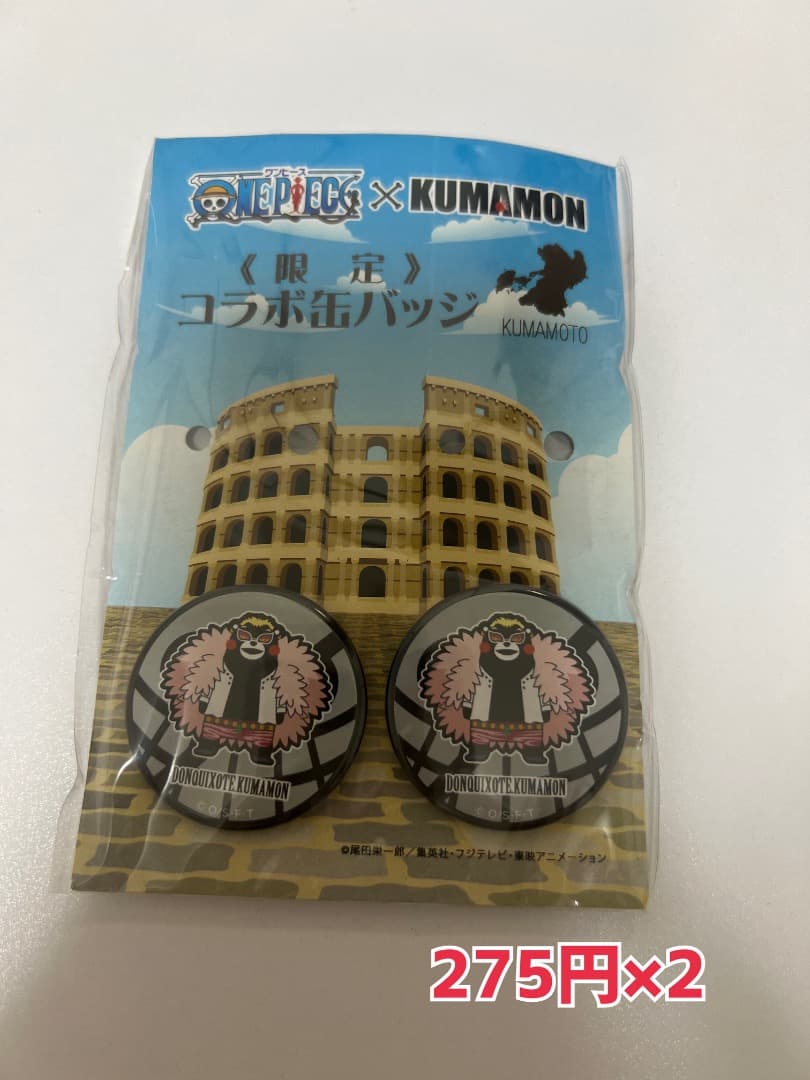 ワンピース
ONE PIECE × KUMAMON
《限 定》
コラボ缶バッジ
KUMAMOTO
DONQUIXOTE.KUMAMON
©O・S・F・T
DONQUIXOTE.KUMAMON
©O・S・F・T
©尾田栄一郎／集英社・フジテレビ・東映アニメーション
275円×2